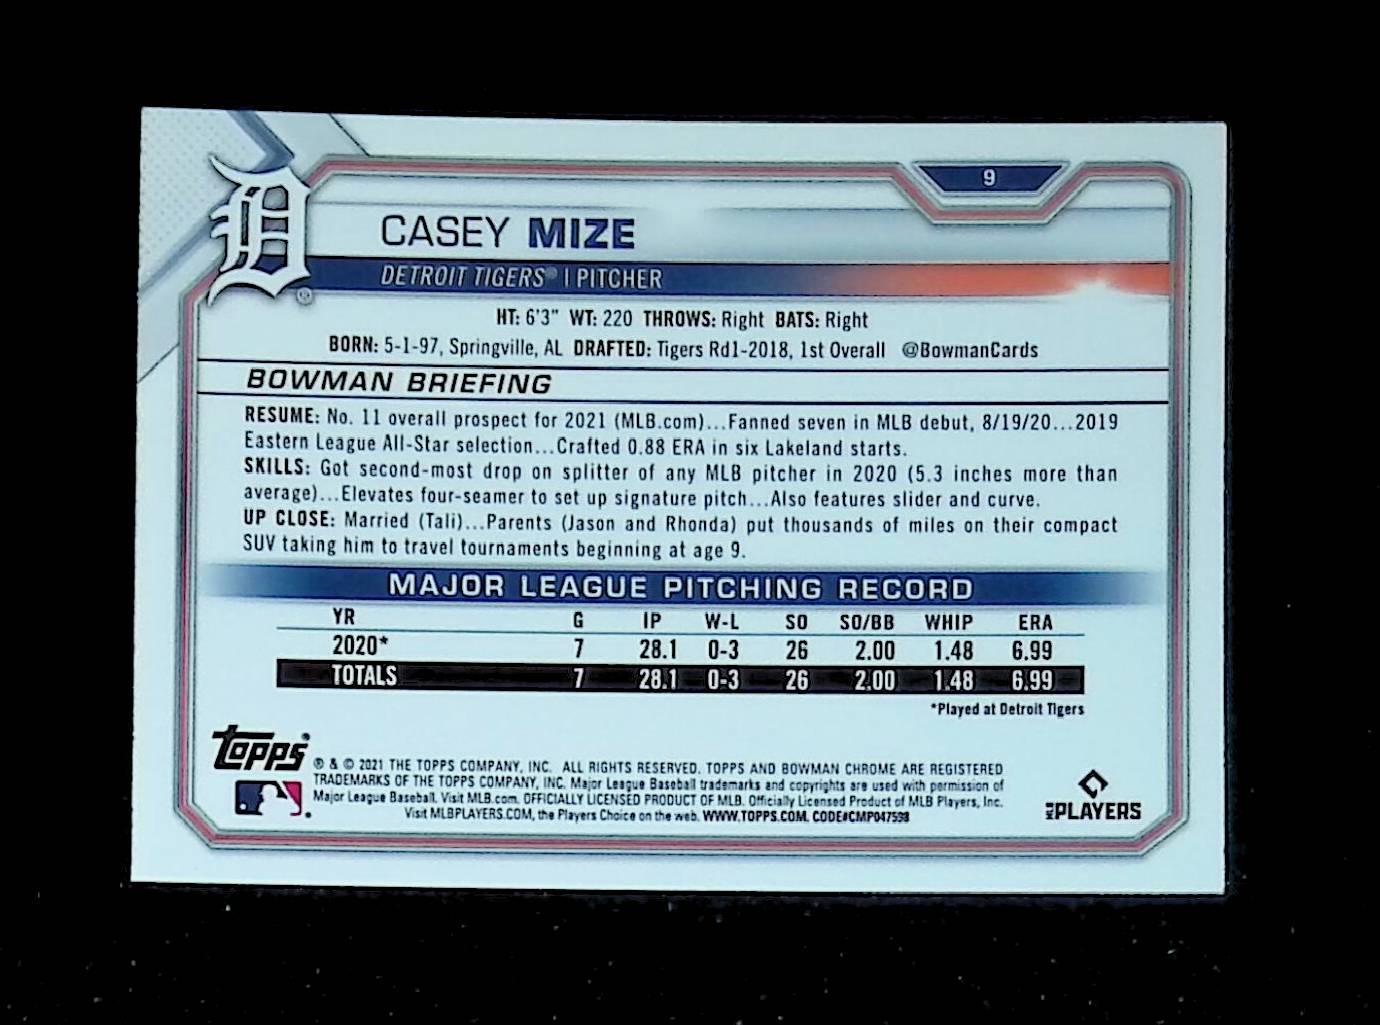 9
CASEY MIZE
DETROIT TIGERS® | PITCHER
HT: 6'3" WT: 220 THROWS: Right BATS: Right
BORN: 5-1-97, Springville, AL DRAFTED: Tigers Rd1-2018, 1st Overall @BowmanCards
BOWMAN BRIEFING
RESUME: No. 11 overall prospect for 2021 (MLB.com)...Fanned seven in MLB debut, 8/19/20...2019
Eastern League All-Star selection...Crafted 0.88 ERA in six Lakeland starts.
SKILLS: Got second-most drop on splitter of any MLB pitcher in 2020 (5.3 inches more than
average)...Elevates four-seamer to set up signature pitch...Also features slider and curve.
UP CLOSE: Married (Tali)...Parents (Jason and Rhonda) put thousands of miles on their compact
SUV taking him to travel tournaments beginning at age 9.
MAJOR LEAGUE PITCHING RECORD
YR G IP W-L SO SO/BB WHIP ERA
2020* 7 28.1 0-3 26 2.00 1.48 6.99
TOTALS 7 28.1 0-3 26 2.00 1.48 6.99
*Played at Detroit Tigers
topps®
® & © 2021 THE TOPPS COMPANY, INC. ALL RIGHTS RESERVED. TOPPS AND BOWMAN CHROME ARE REGISTERED
TRADEMARKS OF THE TOPPS COMPANY, INC. Major League Baseball trademarks and copyrights are used with permission of
Major League Baseball. Visit MLB.com. OFFICIALLY LICENSED PRODUCT OF MLB. Officially Licensed Product of MLB Players, Inc.
Visit MLBPLAYERS.COM, the Players Choice on the web. WWW.TOPPS.COM. CODE#CMP047598
MLB PLAYERS